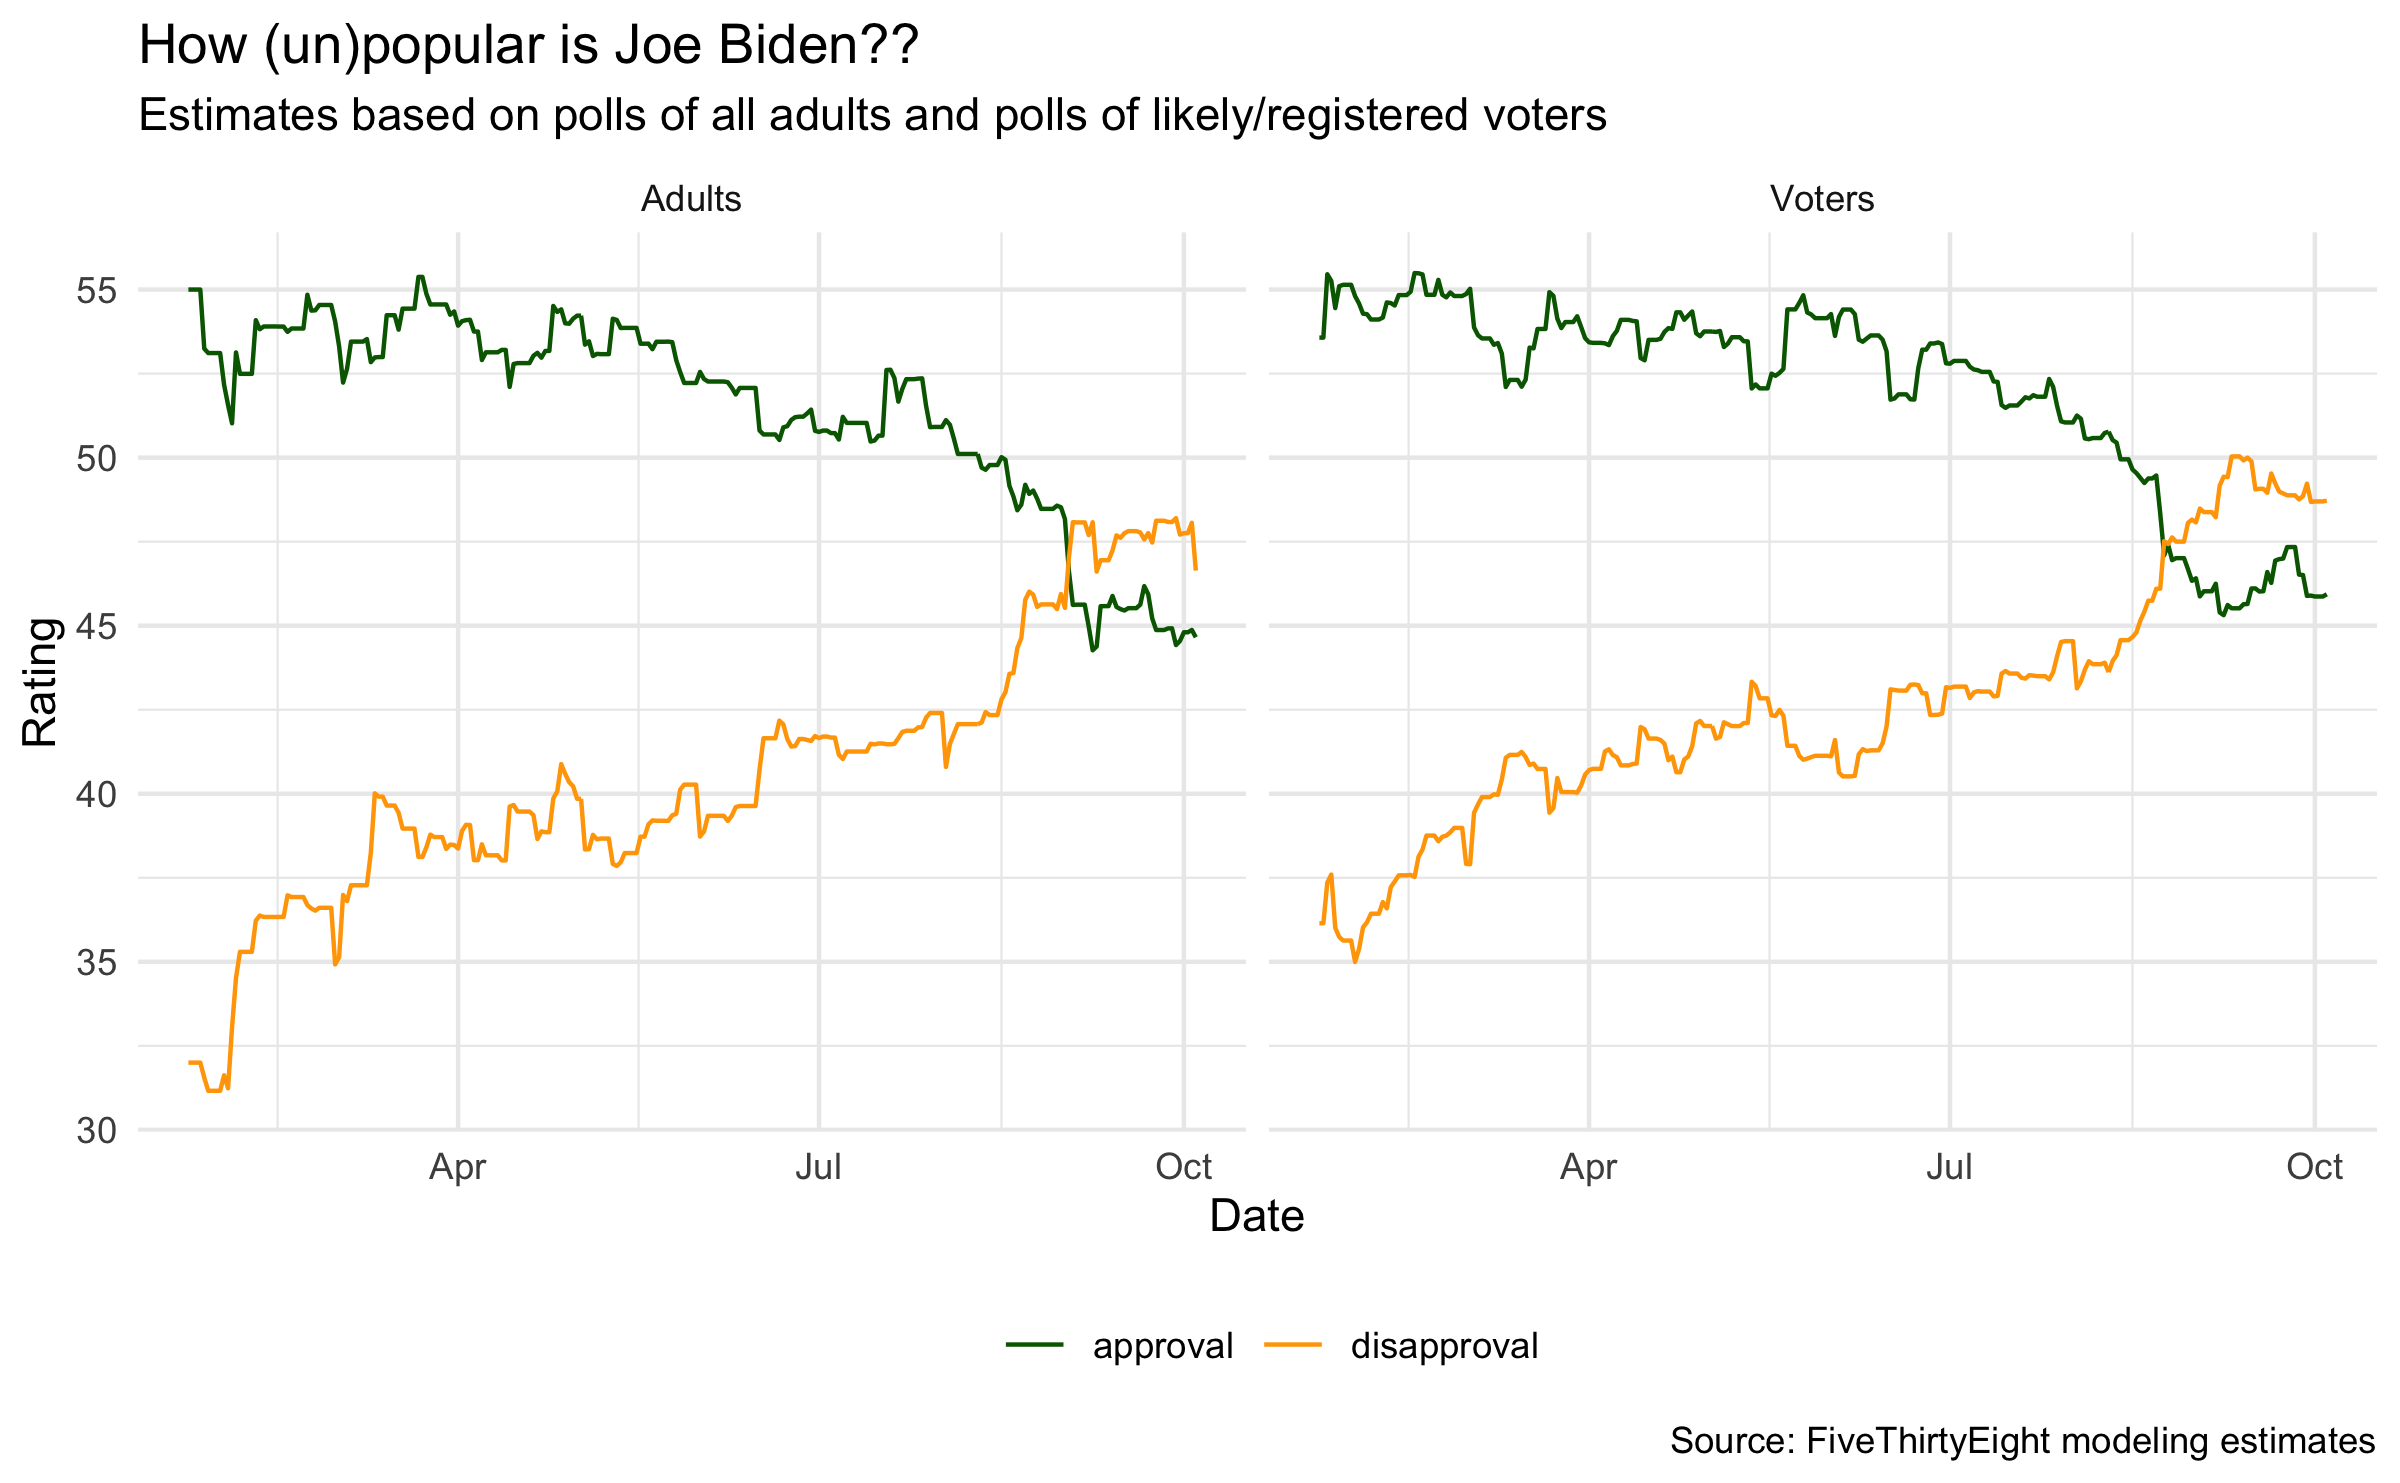 How (un)popular is Joe Biden??
Estimates based on polls of all adults and polls of likely/registered voters
Adults
Voters
55
50
45
40
35
30
Rating
Apr
Jul
Oct
Apr
Jul
Oct
Date
approval
disapproval
Source: FiveThirtyEight modeling estimates